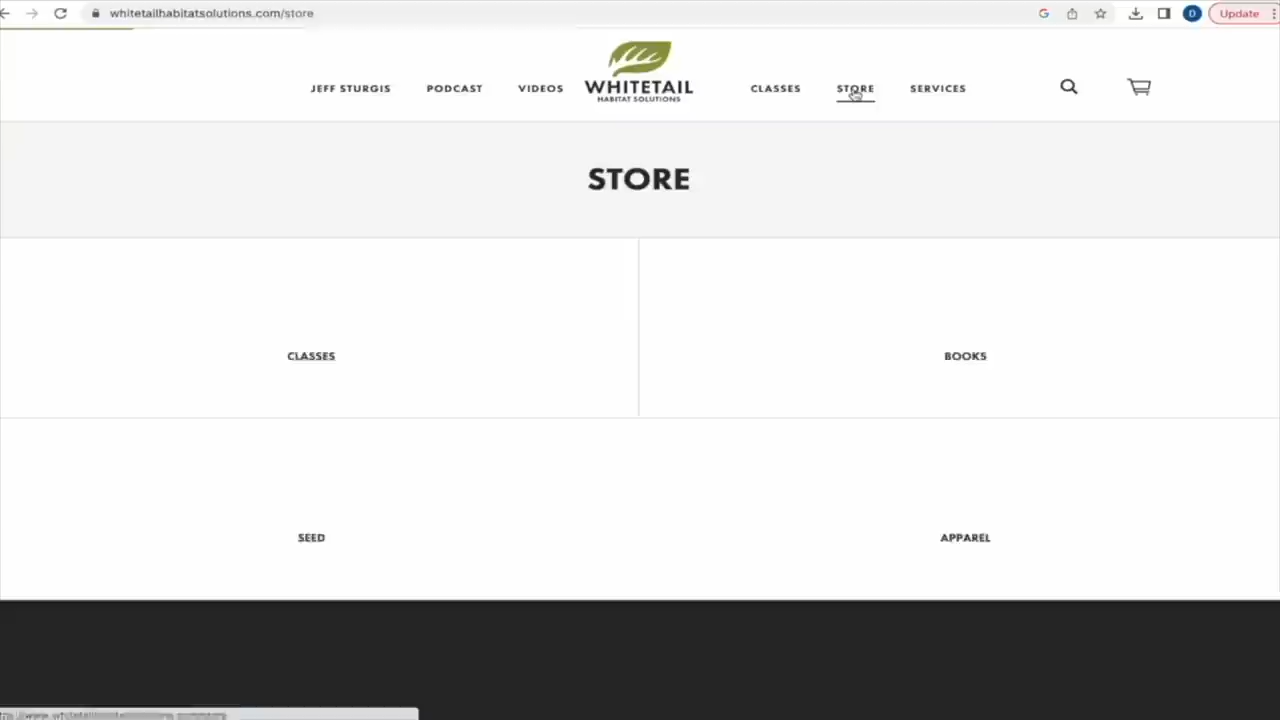 whitetailhabitatsolutions.com/store
G
D
Update
JEFF STURGIS
PODCAST
VIDEOS
WHITETAIL
HABITAT SOLUTIONS
CLASSES
STORE
SERVICES
STORE
CLASSES
BOOKS
SEED
APPAREL